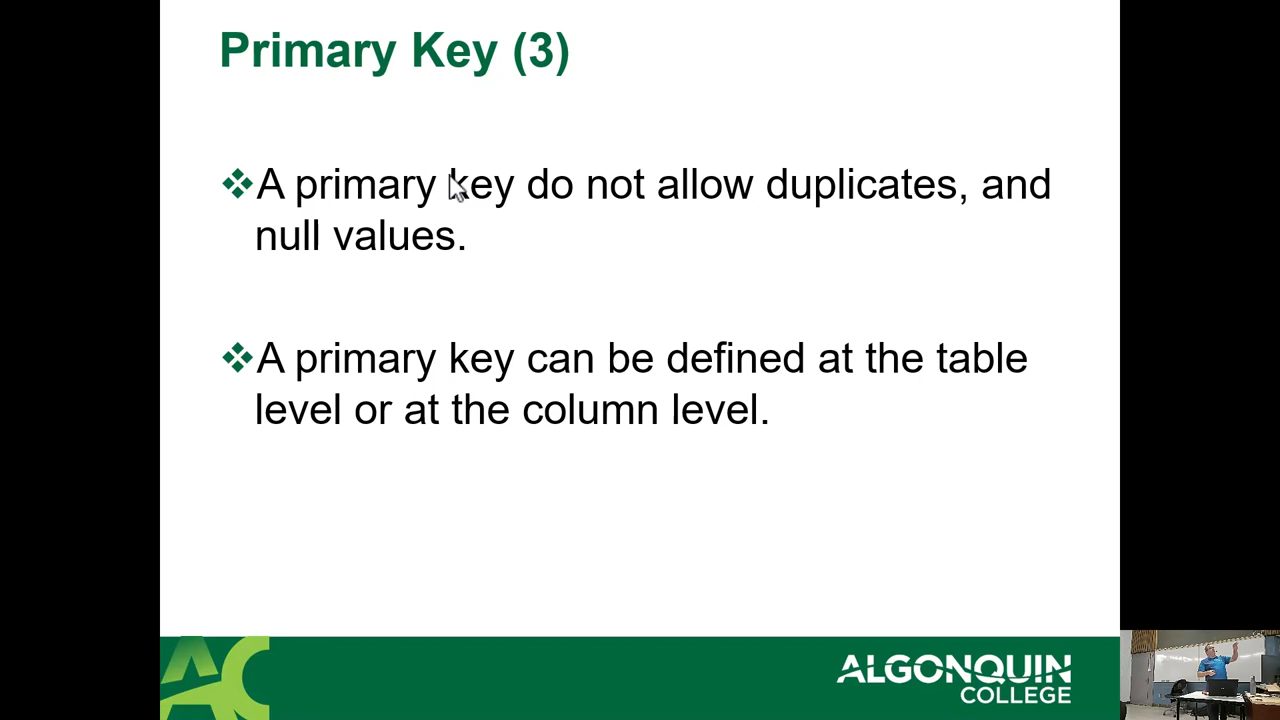 Primary Key (3)
❖A primary key do not allow duplicates, and
null values.
❖A primary key can be defined at the table
level or at the column level.
AC
ALGONQUIN
COLLEGE